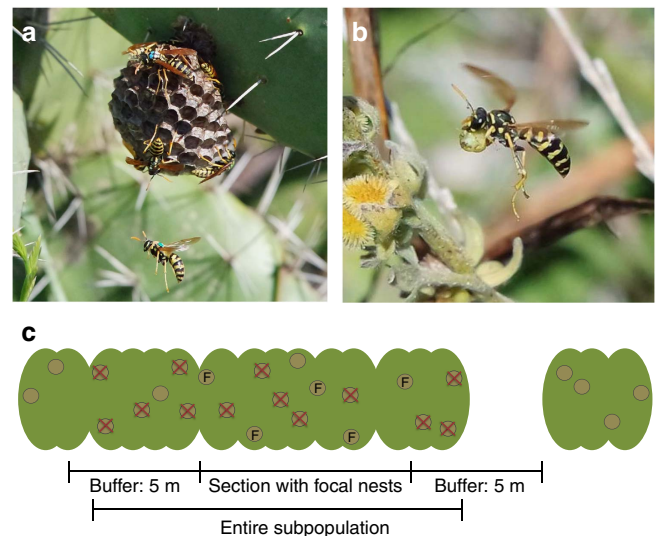 a
b
c
F
F
F
F
F
Buffer: 5 m
Section with focal nests
Buffer: 5 m
Entire subpopulation